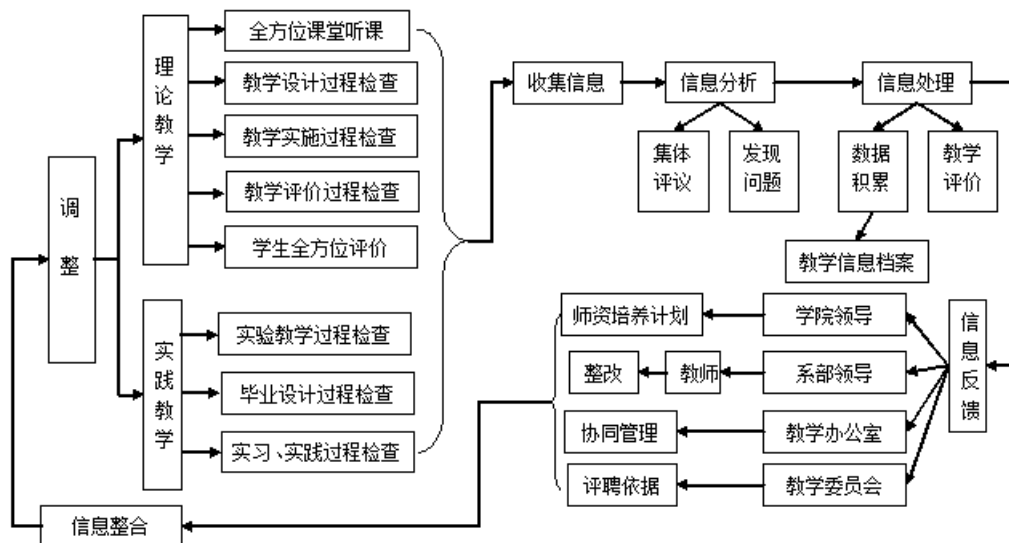 全方位课堂听课
理论教学
教学设计过程检查
教学实施过程检查
教学评价过程检查
学生全方位评价
调整
实践教学
实验教学过程检查
毕业设计过程检查
实习、实践过程检查
收集信息
信息分析
信息处理
集体
评议
发现
问题
数据
积累
教学
评价
教学信息档案
信息反馈
学院领导
师资培养计划
系部领导
教师
整改
教学办公室
协同管理
教学委员会
评聘依据
信息整合